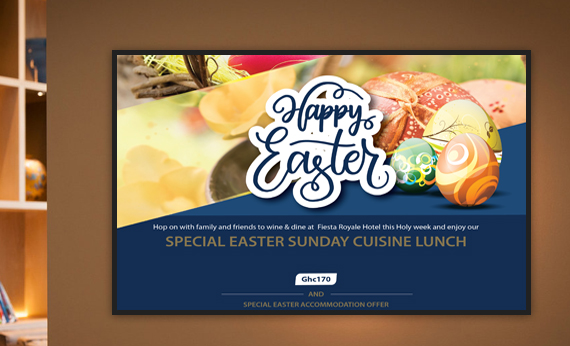 Happy
Easter
Hop on with family and friends to wine & dine at Fiesta Royale Hotel this Holy week and enjoy our
SPECIAL EASTER SUNDAY CUISINE LUNCH
Ghc170
AND
SPECIAL EASTER ACCOMMODATION OFFER